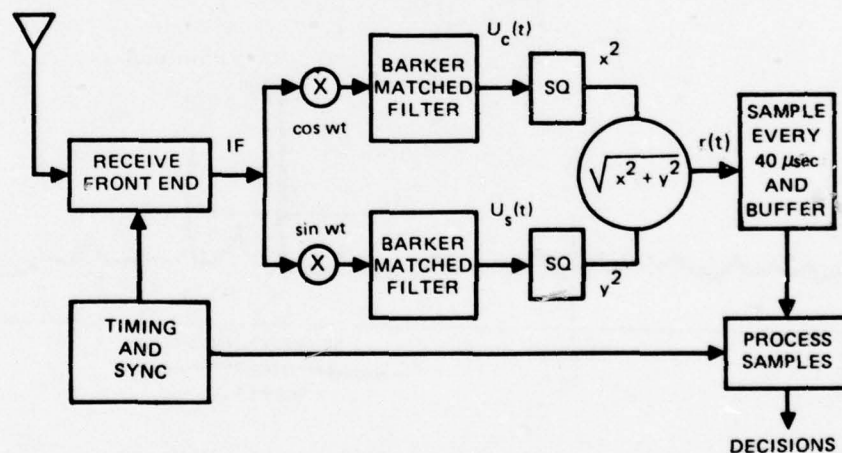 RECEIVE
FRONT END
IF
X
cos wt
BARKER
MATCHED
FILTER
U_c(t)
SQ
x²
sin wt
X
BARKER
MATCHED
FILTER
U_s(t)
SQ
y²
√x² + y²
r(t)
SAMPLE
EVERY
40 μsec
AND
BUFFER
TIMING
AND
SYNC
PROCESS
SAMPLES
DECISIONS